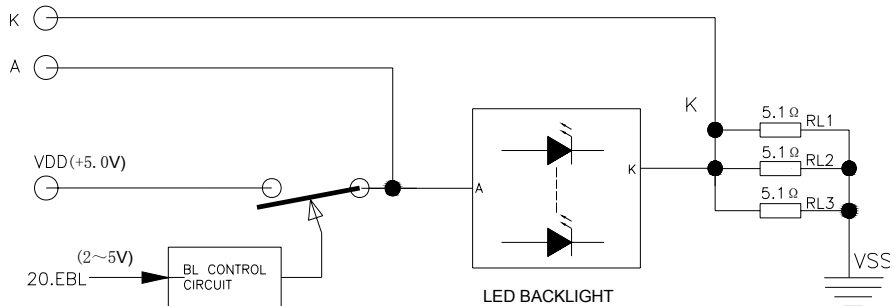 K
A
K
5.1Ω RL1
VDD(+5.0V)
5.1Ω RL2
A
K
5.1Ω RL3
(2~5V)
20.EBL
BL CONTROL
CIRCUIT
VSS
LED BACKLIGHT